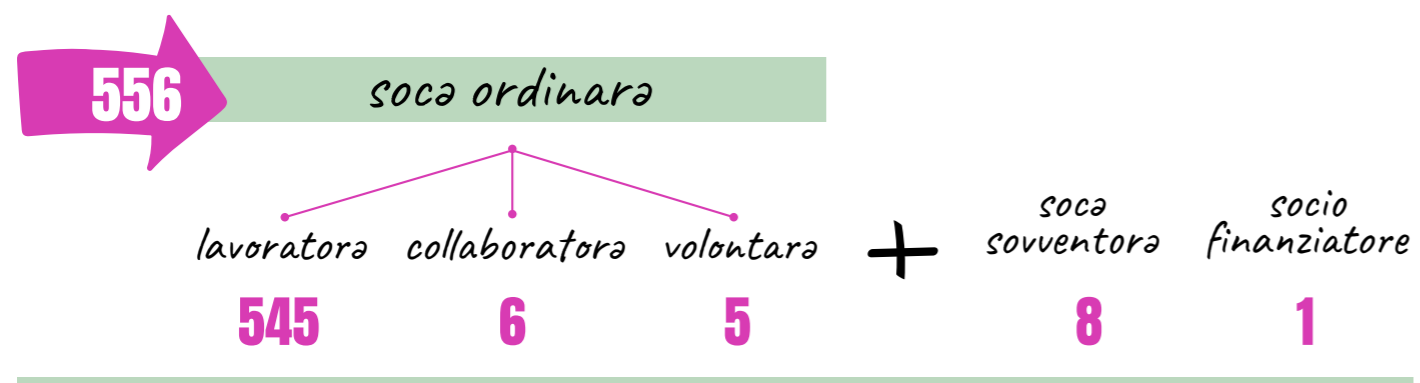 556
socə ordinarə
lavoratorə collaboratorə volontarə
545 6 5
+
socə
sovventorə
8
socio
finanziatore
1